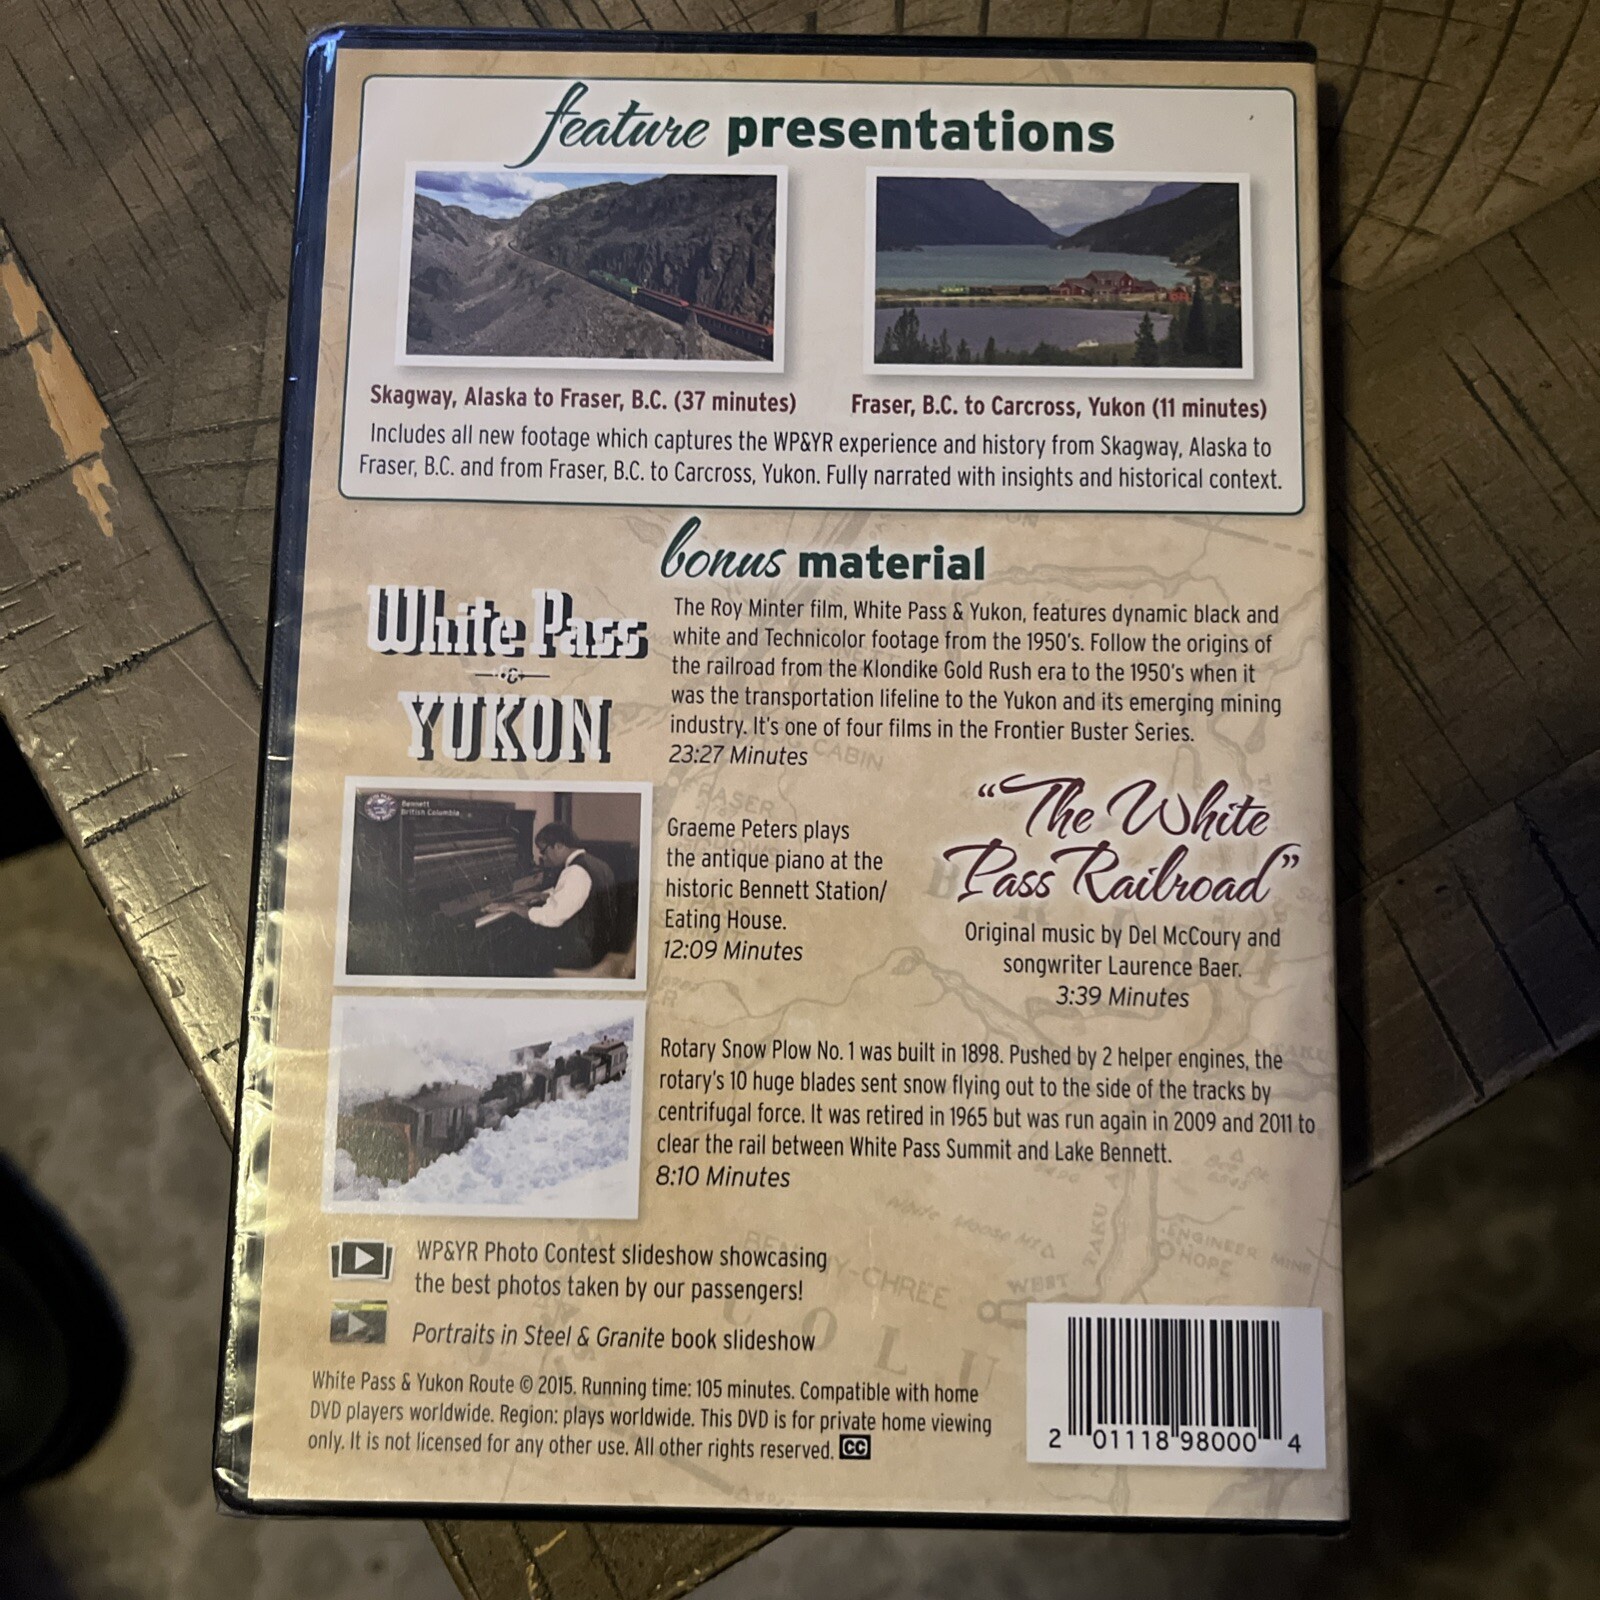 feature presentations
Skagway, Alaska to Fraser, B.C. (37 minutes)
Fraser, B.C. to Carcross, Yukon (11 minutes)
Includes all new footage which captures the WP&YR experience and history from Skagway, Alaska to
Fraser, B.C. and from Fraser, B.C. to Carcross, Yukon. Fully narrated with insights and historical context.
bonus material
White Pass
&
YUKON
The Roy Minter film, White Pass & Yukon, features dynamic black and
white and Technicolor footage from the 1950's. Follow the origins of
the railroad from the Klondike Gold Rush era to the 1950's when it
was the transportation lifeline to the Yukon and its emerging mining
industry. It's one of four films in the Frontier Buster Series.
23:27 Minutes
Bennett
British Columbia
Graeme Peters plays
the antique piano at the
historic Bennett Station/
Eating House.
12:09 Minutes
"The White
Pass Railroad"
Original music by Del McCoury and
songwriter Laurence Baer.
3:39 Minutes
Rotary Snow Plow No. 1 was built in 1898. Pushed by 2 helper engines, the
rotary's 10 huge blades sent snow flying out to the side of the tracks by
centrifugal force. It was retired in 1965 but was run again in 2009 and 2011 to
clear the rail between White Pass Summit and Lake Bennett.
8:10 Minutes
WP&YR Photo Contest slideshow showcasing
the best photos taken by our passengers!
Portraits in Steel & Granite book slideshow
White Pass & Yukon Route © 2015. Running time: 105 minutes. Compatible with home
DVD players worldwide. Region: plays worldwide. This DVD is for private home viewing
only. It is not licensed for any other use. All other rights reserved. CC
2 01118 98000 4
CABIN
FRASER
ENGINEER MINE
HOPE
WEST
TAKU